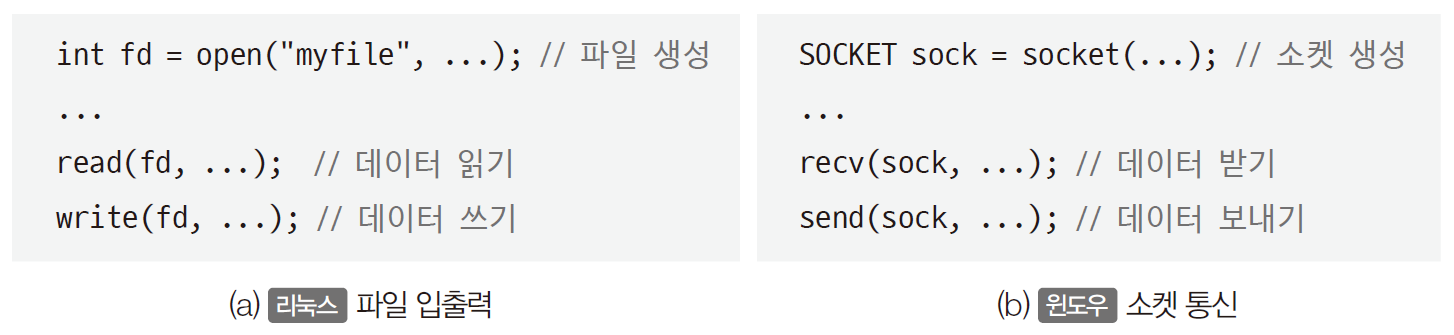 int fd = open("myfile", ...); // 파일 생성
...
read(fd, ...);  // 데이터 읽기
write(fd, ...); // 데이터 쓰기
(a) 리눅스 파일 입출력
SOCKET sock = socket(...); // 소켓 생성
...
recv(sock, ...); // 데이터 받기
send(sock, ...); // 데이터 보내기
(b) 윈도우 소켓 통신